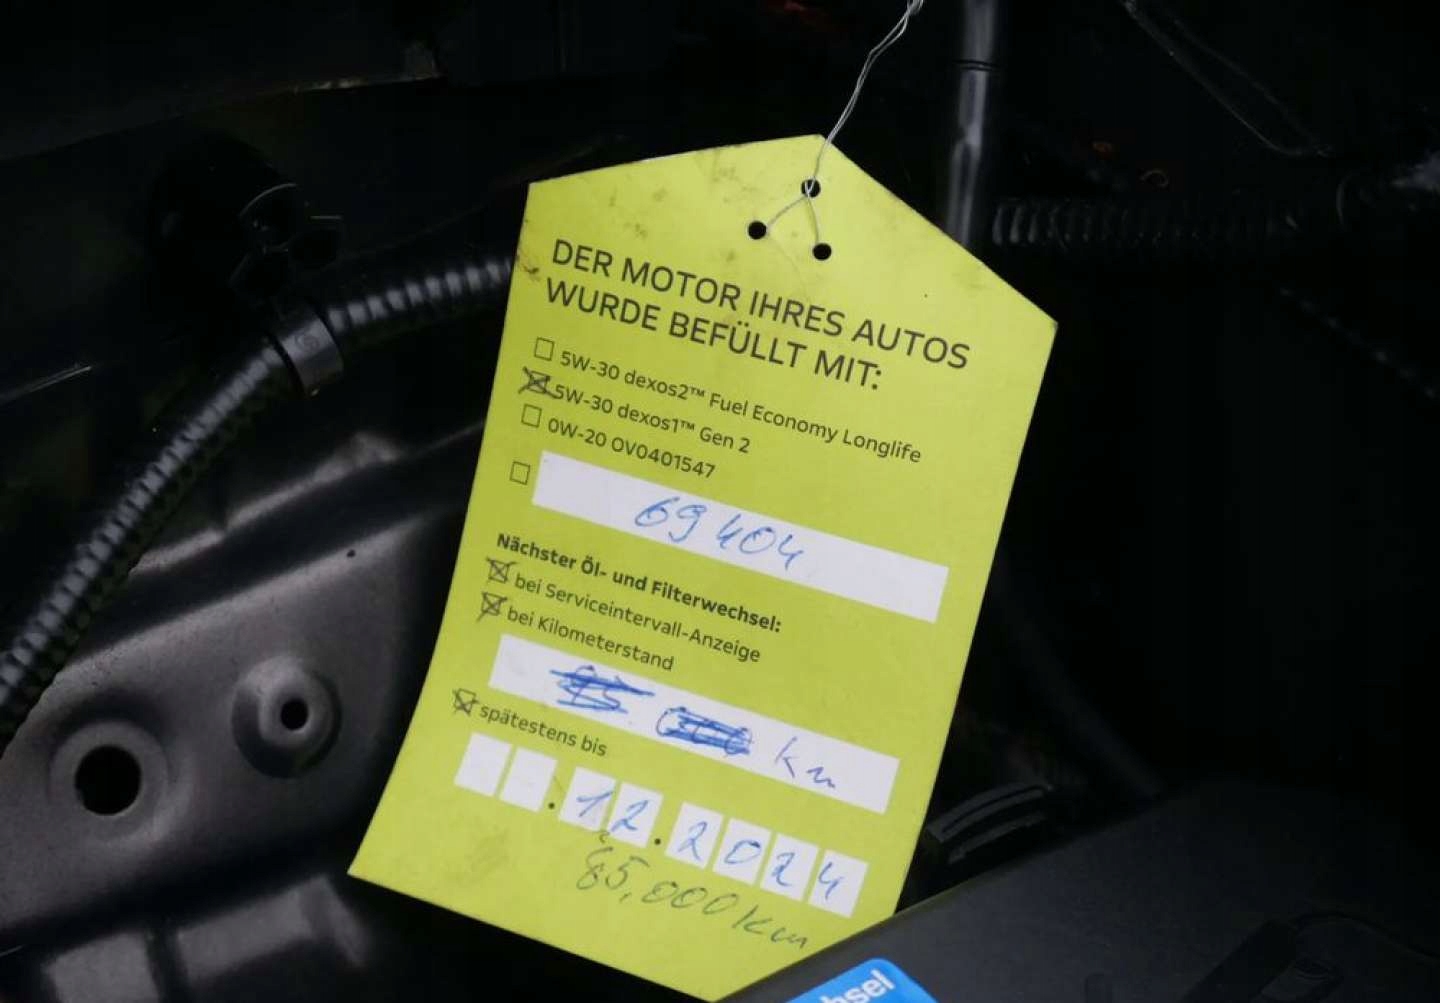 DER MOTOR IHRES AUTOS
WURDE BEFÜLLT MIT:
5W-30 dexos2™ Fuel Economy Longlife
5W-30 dexos1™ Gen 2
0W-20 OV0401547
69404
Nächster Öl- und Filterwechsel:
bei Serviceintervall-Anzeige
bei Kilometerstand
km
spätestens bis
.12.2024
85,000 Km